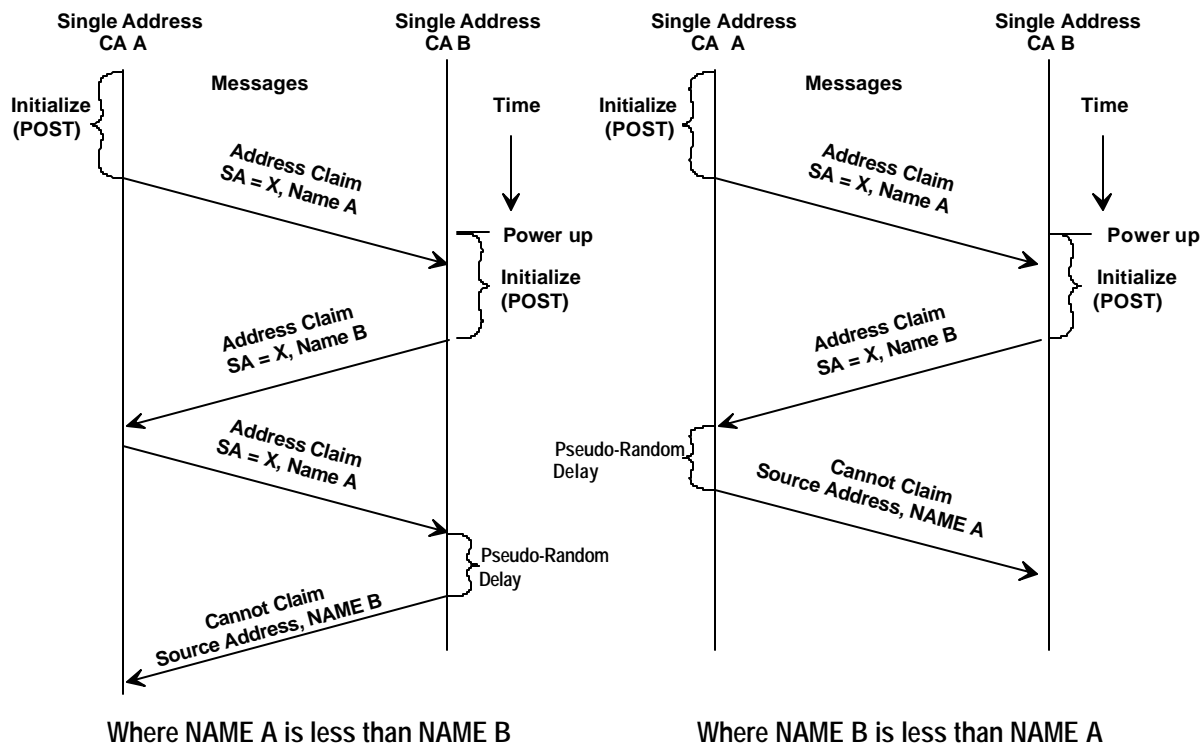 Single Address
CA A
Single Address
CA B
Messages
Time
Initialize
(POST)
Address Claim
SA = X, Name A
Power up
Initialize
(POST)
Address Claim
SA = X, Name B
Address Claim
SA = X, Name A
Pseudo-Random
Delay
Cannot Claim
Source Address, NAME B
Where NAME A is less than NAME B
Single Address
CA A
Single Address
CA B
Messages
Time
Initialize
(POST)
Address Claim
SA = X, Name A
Power up
Initialize
(POST)
Address Claim
SA = X, Name B
Pseudo-Random
Delay
Cannot Claim
Source Address, NAME A
Where NAME B is less than NAME A